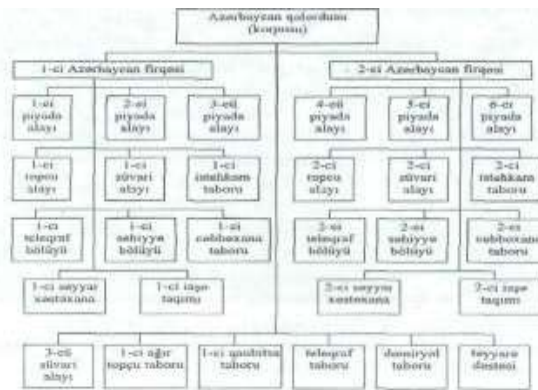 Azərbaycan qolordusu
(korpusu)
1-ci Azərbaycan firqəsi
2-ci Azərbaycan firqəsi
1-ci
piyada
alayı
2-ci
piyada
alayı
3-cü
piyada
alayı
4-cü
piyada
alayı
5-ci
piyada
alayı
6-cı
piyada
alayı
1-ci
topçu
alayı
1-ci
süvari
alayı
1-ci
istehkam
taboru
2-ci
topçu
alayı
2-ci
süvari
alayı
2-ci
istehkam
taboru
1-ci
teleqraf
bölüyü
1-ci
səhiyyə
bölüyü
1-ci
cəbbəxana
taboru
2-ci
teleqraf
bölüyü
2-ci
səhiyyə
bölüyü
2-ci
cəbbəxana
taboru
1-ci səyyar
xəstəxana
1-ci iaşə
taqımı
2-ci səyyar
xəstəxana
2-ci iaşə
taqımı
3-cü
süvari
alayı
1-ci ağır
topçu taboru
1-ci qaubitsa
taboru
teleqraf
taboru
dəmiryol
taboru
təyyarə
dəstəsi